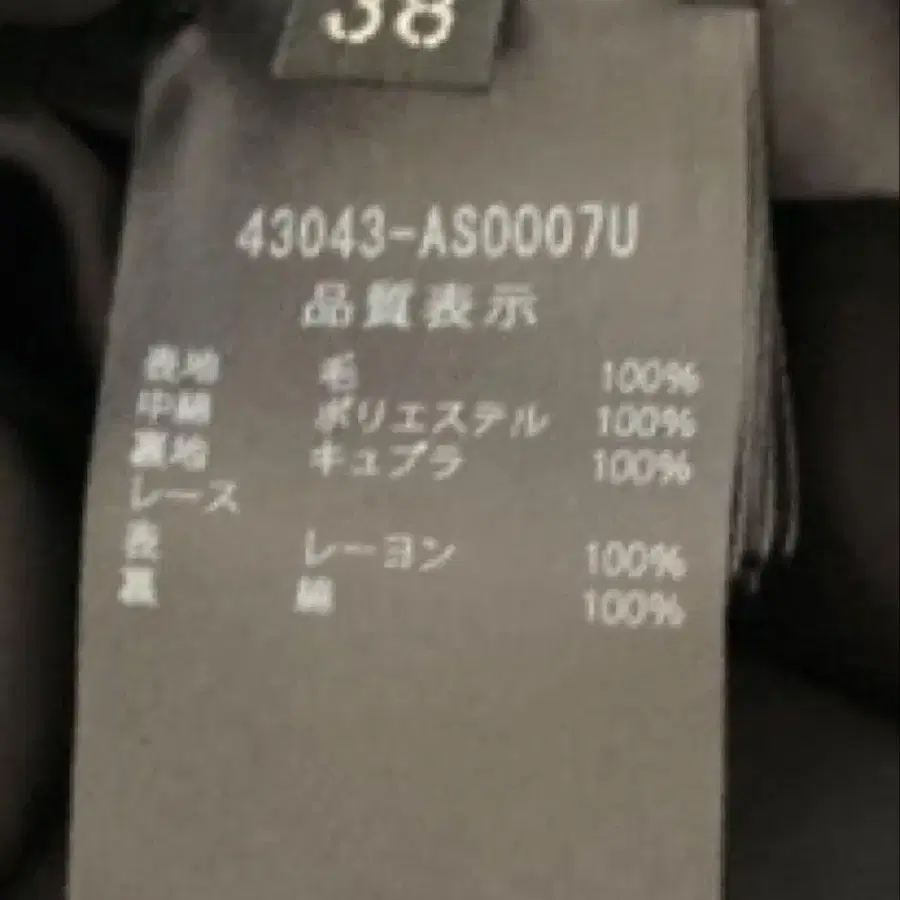 38
43043-AS0007U
品質表示
表地 毛 100%
中綿 ポリエステル 100%
裏地 キュプラ 100%
レース
表 レーヨン 100%
裏 綿 100%